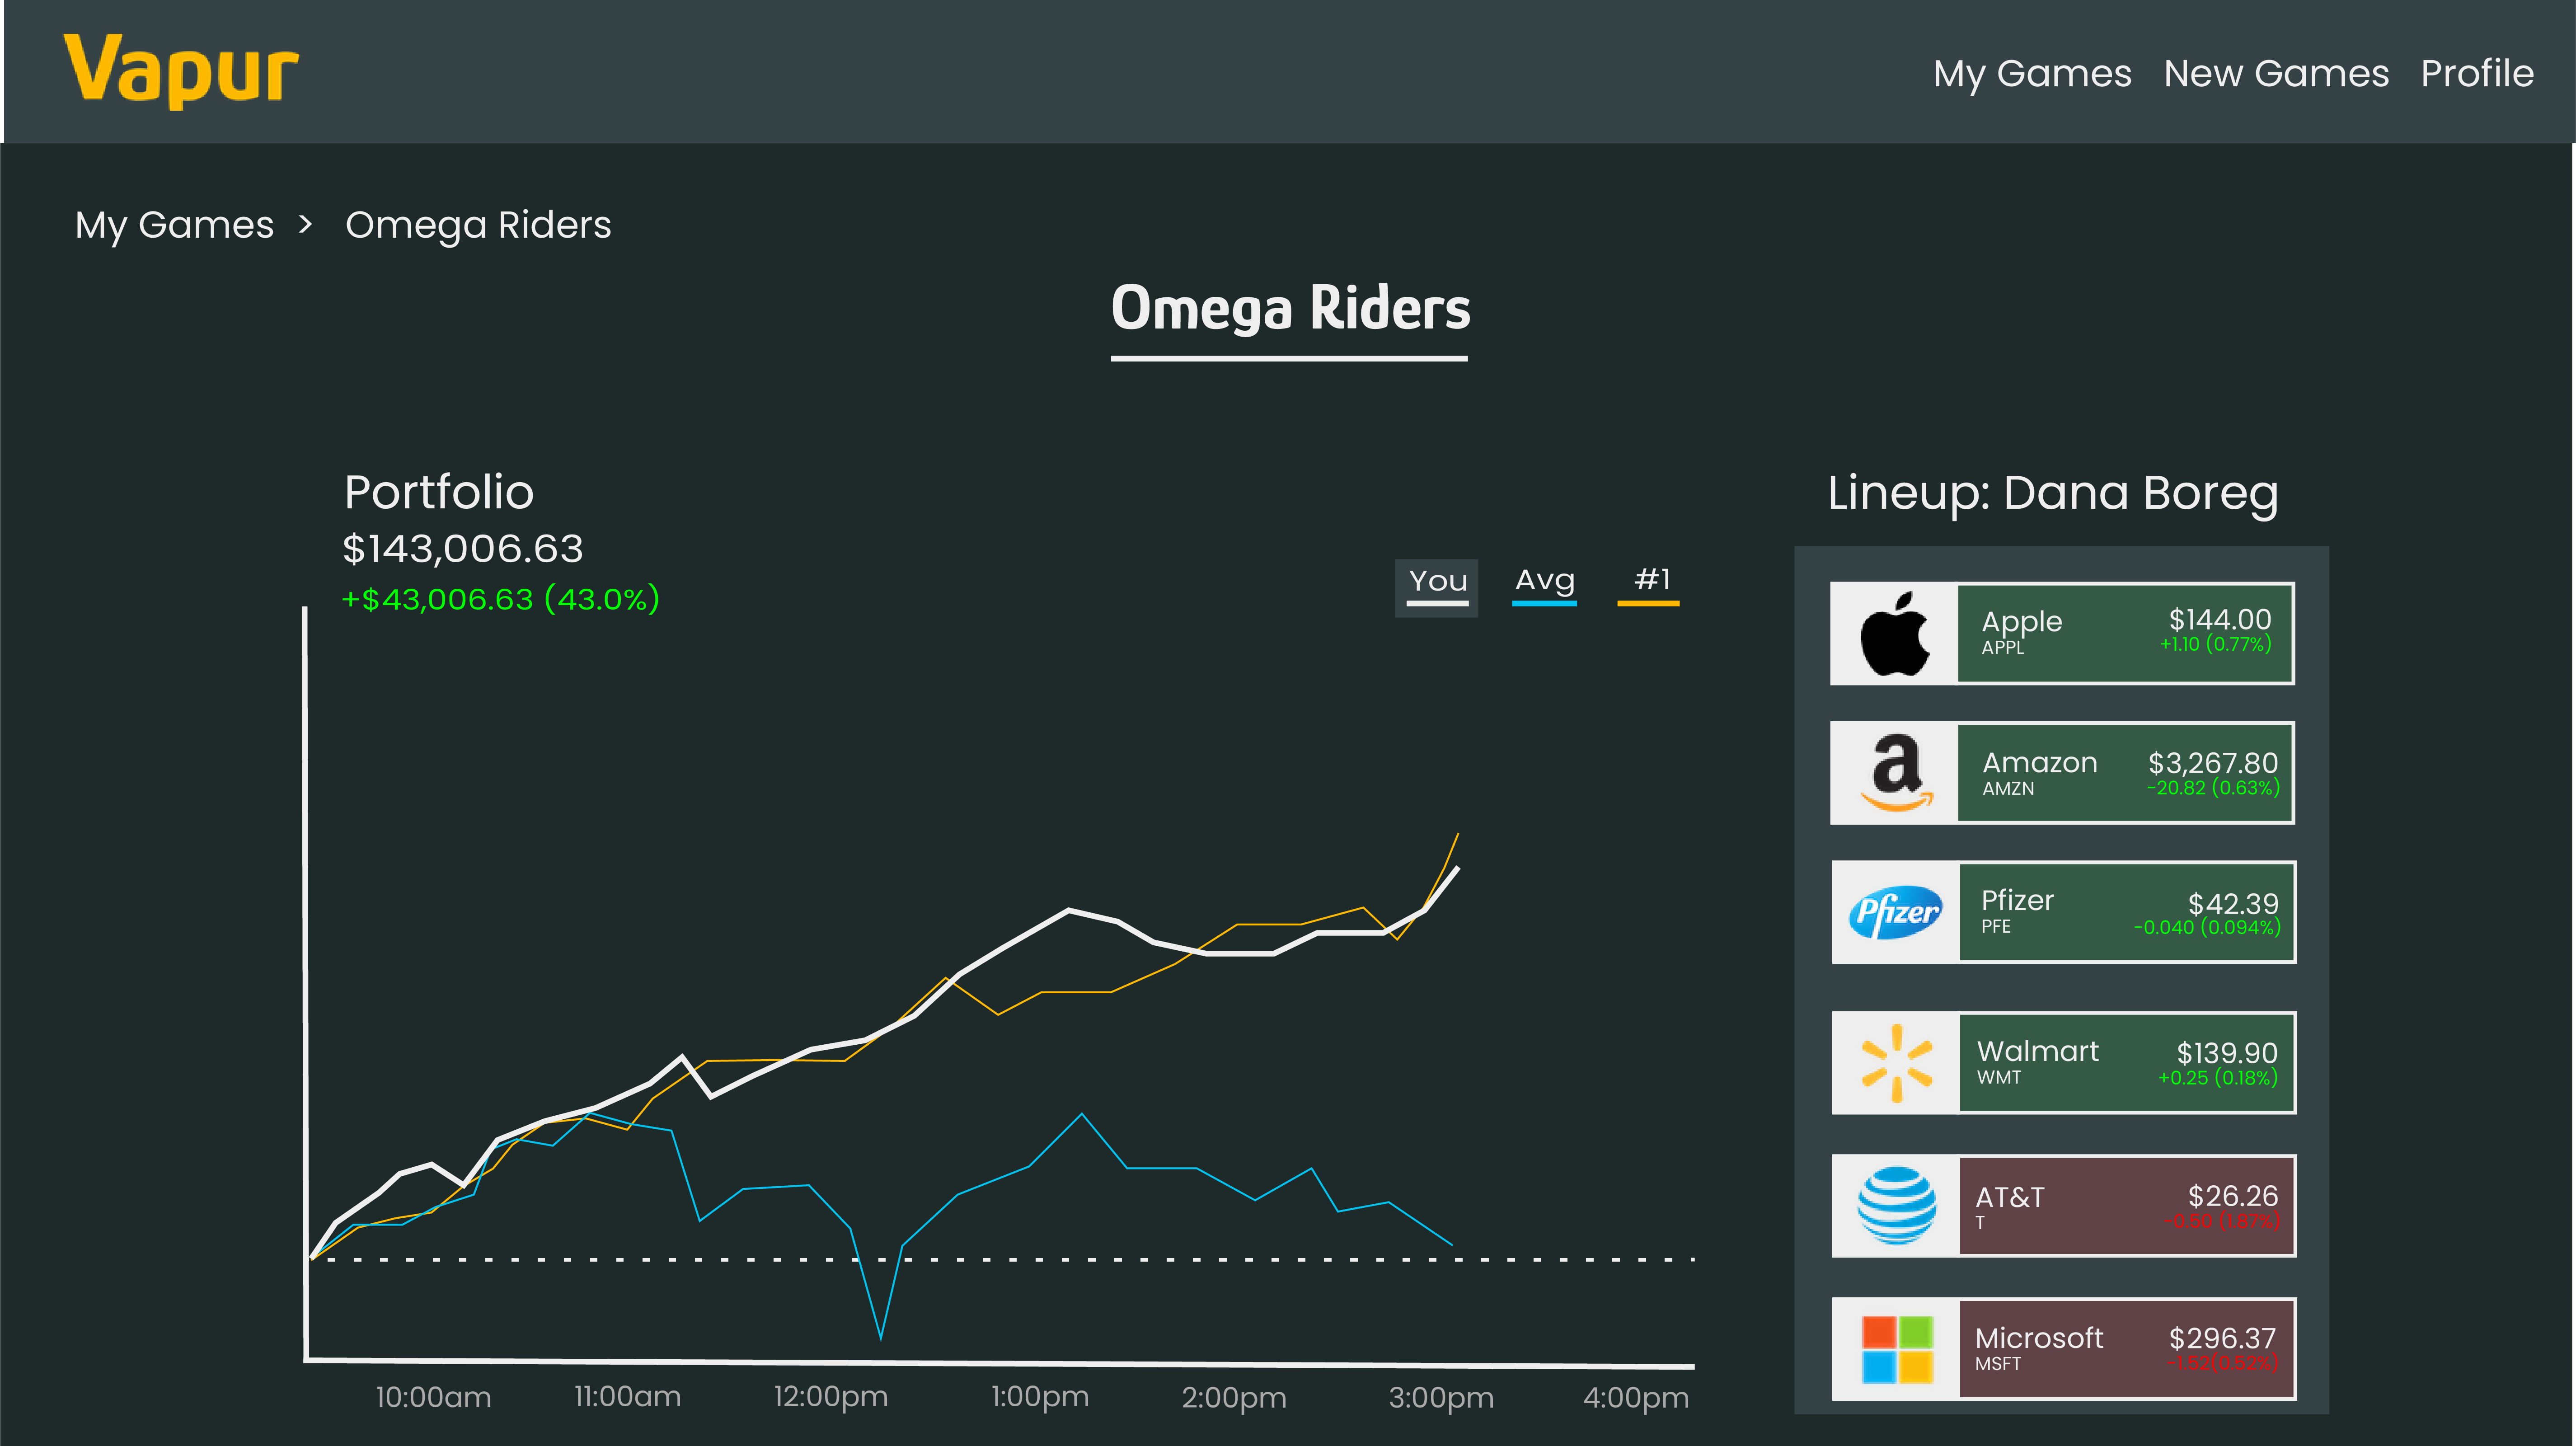 Vapur
My Games New Games Profile
My Games > Omega Riders
Omega Riders
Portfolio
$143,006.63
+$43,006.63 (43.0%)
You Avg #1
10:00am 11:00am 12:00pm 1:00pm 2:00pm 3:00pm 4:00pm
Lineup: Dana Boreg
Apple $144.00
APPL +1.10 (0.77%)
a
Amazon $3,267.80
AMZN -20.82 (0.63%)
Pfizer
Pfizer $42.39
PFE -0.040 (0.094%)
Walmart $139.90
WMT +0.25 (0.18%)
AT&T $26.26
T -0.50 (1.87%)
Microsoft $296.37
MSFT -1.52(0.52%)